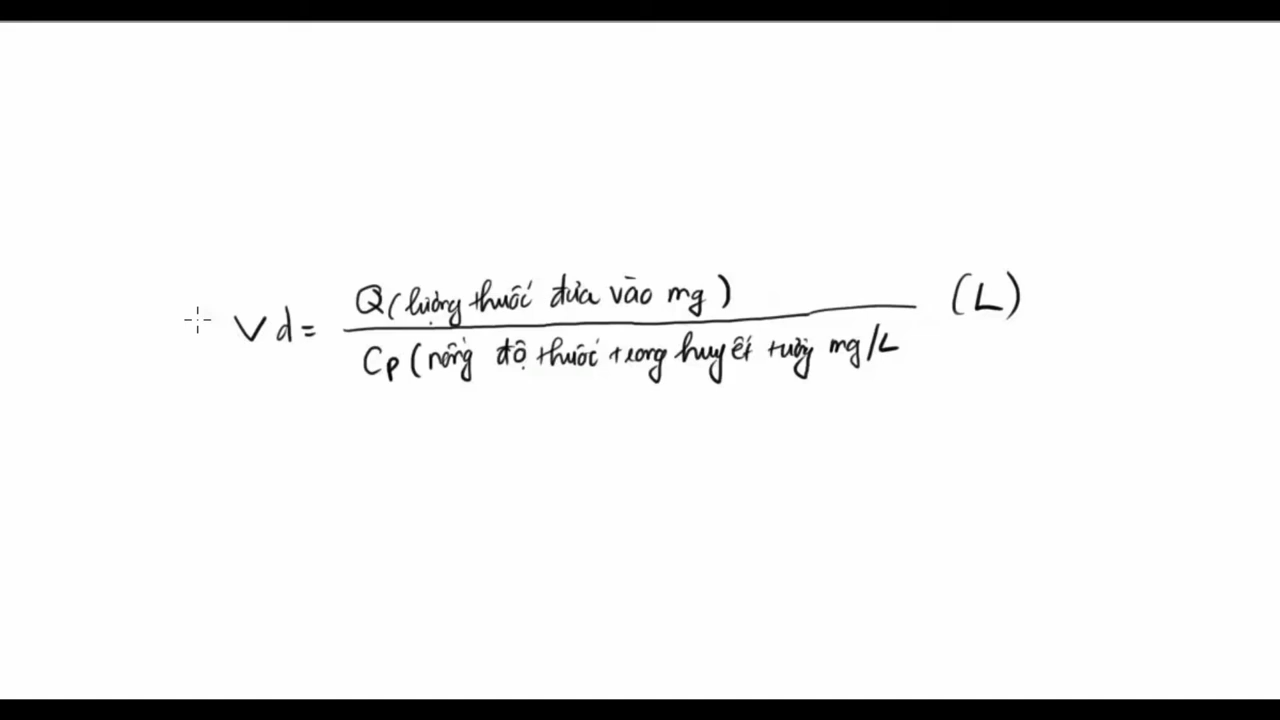 Q (lượng thuốc đưa vào mg)
Vd = (L)
Cp (nồng độ thuốc trong huyết tương mg/L